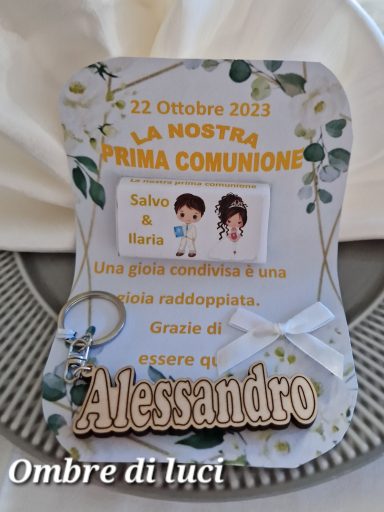 22 Ottobre 2023
LA NOSTRA
PRIMA COMUNIONE
La nostra prima comunione
Salvo
&
Ilaria
Una gioia condivisa è una
gioia raddoppiata.
Grazie di
essere qu
Alessandro
Ombre di luci